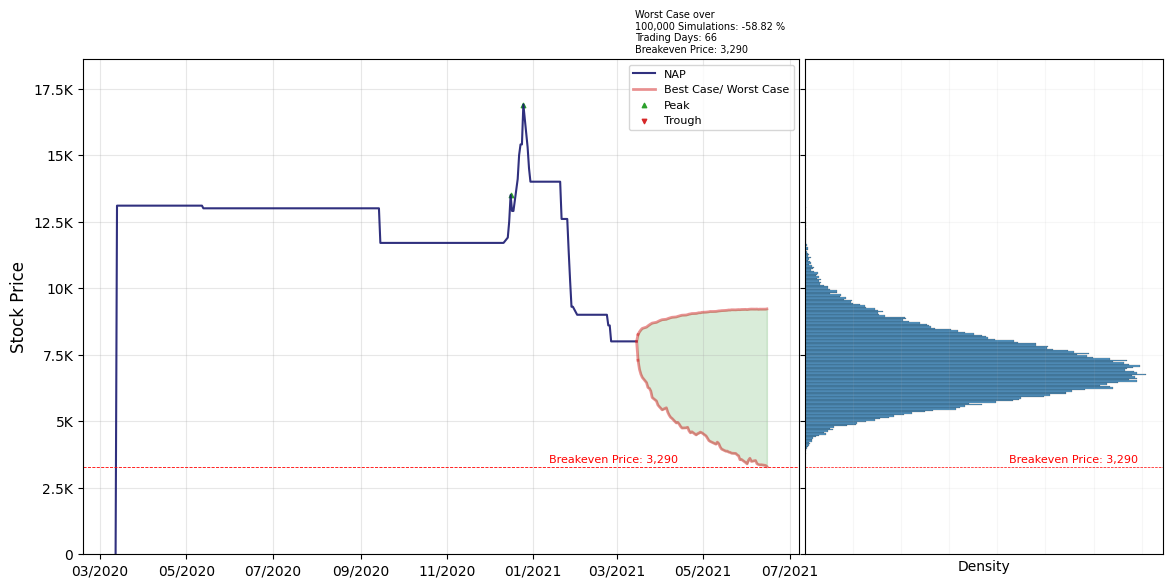 Worst Case over
100,000 Simulations: -58.82 %
Trading Days: 66
Breakeven Price: 3,290
NAP
Best Case/ Worst Case
Peak
Trough
Stock Price
17.5K
15K
12.5K
10K
7.5K
5K
2.5K
0
Breakeven Price: 3,290
Breakeven Price: 3,290
03/2020 05/2020 07/2020 09/2020 11/2020 01/2021 03/2021 05/2021 07/2021
Density